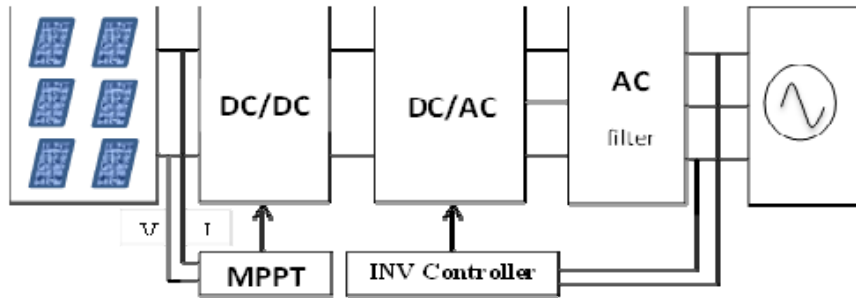 DC/DC
DC/AC
AC
filter
V
I
MPPT
INV Controller